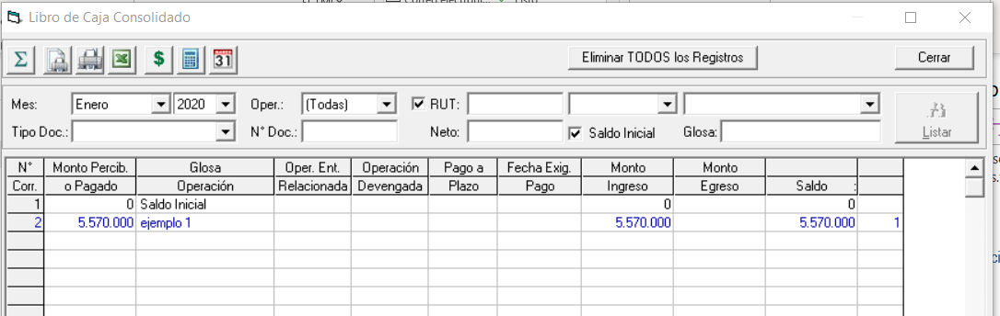 Libro de Caja Consolidado
Σ $ 31 Eliminar TODOS los Registros Cerrar
Mes: Enero 2020 Oper.: (Todas) RUT:
Tipo Doc.: N° Doc.: Neto: Saldo Inicial Glosa: Listar
N° Monto Percib. Glosa Oper. Ent. Operación Pago a Fecha Exig. Monto Monto
Corr. o Pagado Operación Relacionada Devengada Plazo Pago Ingreso Egreso Saldo :
1 0 Saldo Inicial 0 0
2 5.570.000 ejemplo 1 5.570.000 5.570.000 1